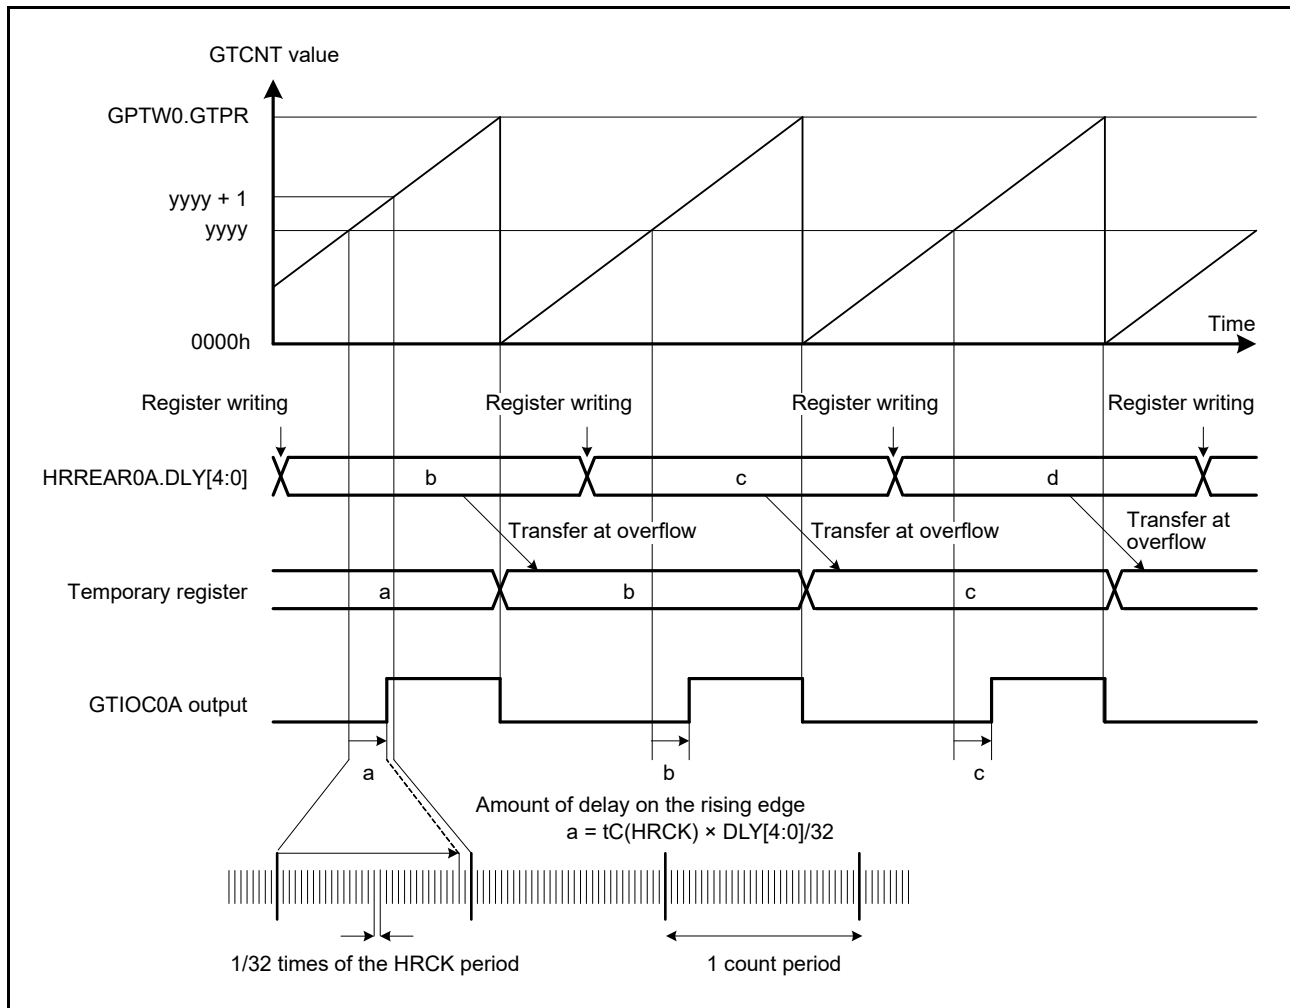 GTCNT value
GPTW0.GTPR
yyyy + 1
yyyy
0000h
Time
Register writing
Register writing
Register writing
Register writing
HRREAR0A.DLY[4:0]
b
c
d
Transfer at overflow
Transfer at overflow
Transfer at
overflow
Temporary register
a
b
c
GTIOC0A output
a
b
c
Amount of delay on the rising edge
a = tC(HRCK) × DLY[4:0]/32
1/32 times of the HRCK period
1 count period